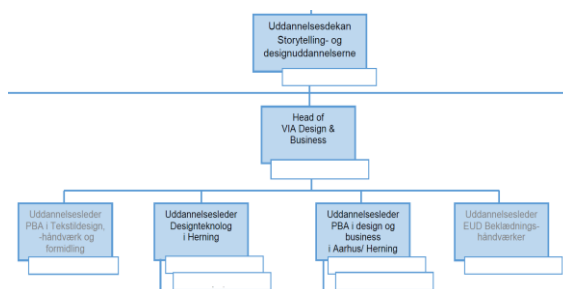 Uddannelsesdekan
Storytelling- og
designuddannelserne
Head of
VIA Design &
Business
Uddannelsesleder
PBA i Tekstildesign,
-håndværk og
formidling
Uddannelsesleder
Designteknolog
i Herning
Uddannelsesleder
PBA i design og
business
i Aarhus/ Herning
Uddannelsesleder
EUD Beklædnings-
håndværker